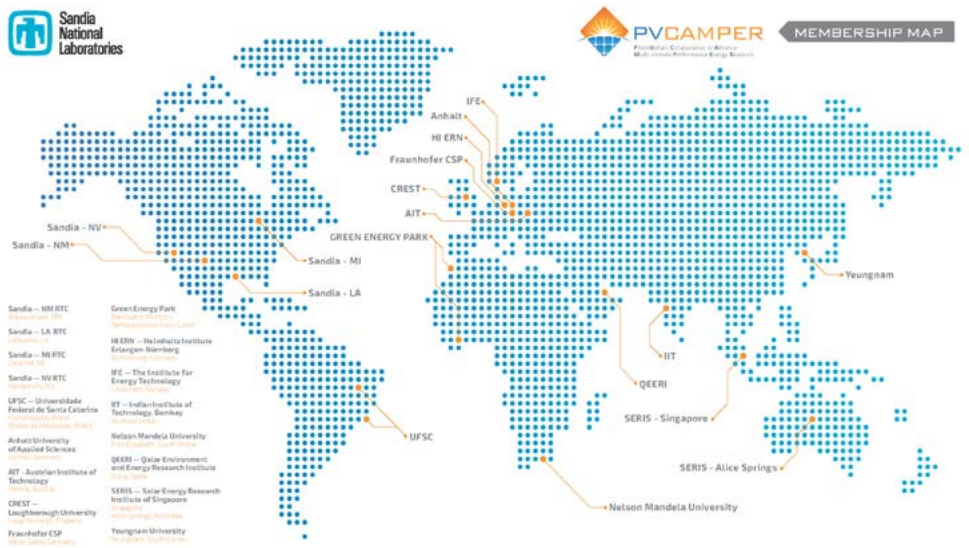 Sandia
National
Laboratories
PVCAMPER
MEMBERSHIP MAP
IFE
Anhalt
HI ERN
Fraunhofer CSP
CREST
AIT
GREEN ENERGY PARK
Sandia - NV
Sandia - NM
Sandia - MI
Sandia - LA
Yeungnam
IIT
QEERI
SERIS - Singapore
UFSC
SERIS - Alice Springs
Nelson Mandela University
Sandia — NM RTC
Sandia — LA RTC
Sandia — MI RTC
Sandia — NV RTC
UFSC — Universidade
Federal de Santa Catarina
Anhalt University
of Applied Sciences
AIT - Austrian Institute of
Technology
CREST —
Loughborough University
Fraunhofer CSP
Green Energy Park
HI ERN — Helmholtz Institute
Erlangen Nürnberg
IFE — The Institute for
Energy Technology
IIT — Indian Institute of
Technology, Bombay
Nelson Mandela University
QEERI — Qatar Environment
and Energy Research Institute
SERIS — Solar Energy Research
Institute of Singapore
Yeungnam University